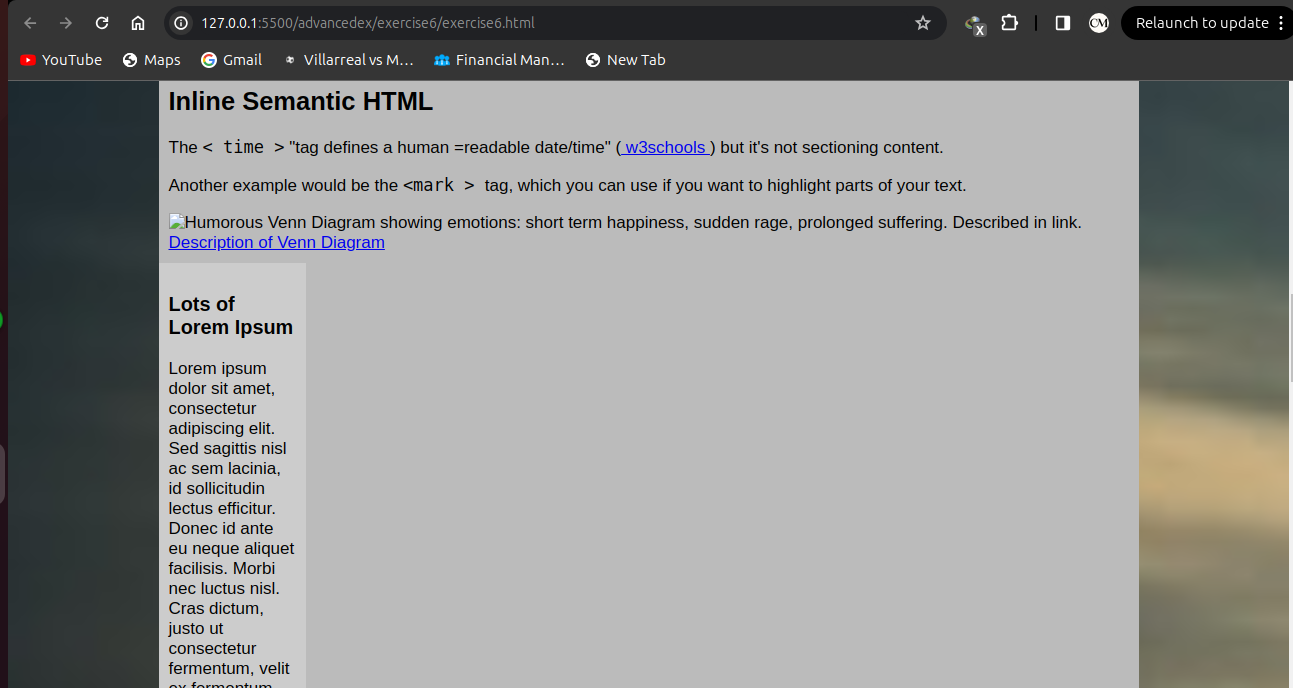 127.0.0.1:5500/advancedex/exercise6/exercise6.html
X
CM
Relaunch to update
YouTube
Maps
Gmail
Villarreal vs M…
Financial Man…
New Tab
Inline Semantic HTML
The < time > "tag defines a human =readable date/time" ( w3schools ) but it's not sectioning content.
Another example would be the <mark > tag, which you can use if you want to highlight parts of your text.
Humorous Venn Diagram showing emotions: short term happiness, sudden rage, prolonged suffering. Described in link.
Description of Venn Diagram
Lots of
Lorem Ipsum
Lorem ipsum
dolor sit amet,
consectetur
adipiscing elit.
Sed sagittis nisl
ac sem lacinia,
id sollicitudin
lectus efficitur.
Donec id ante
eu neque aliquet
facilisis. Morbi
nec luctus nisl.
Cras dictum,
justo ut
consectetur
fermentum, velit
ex fermentum